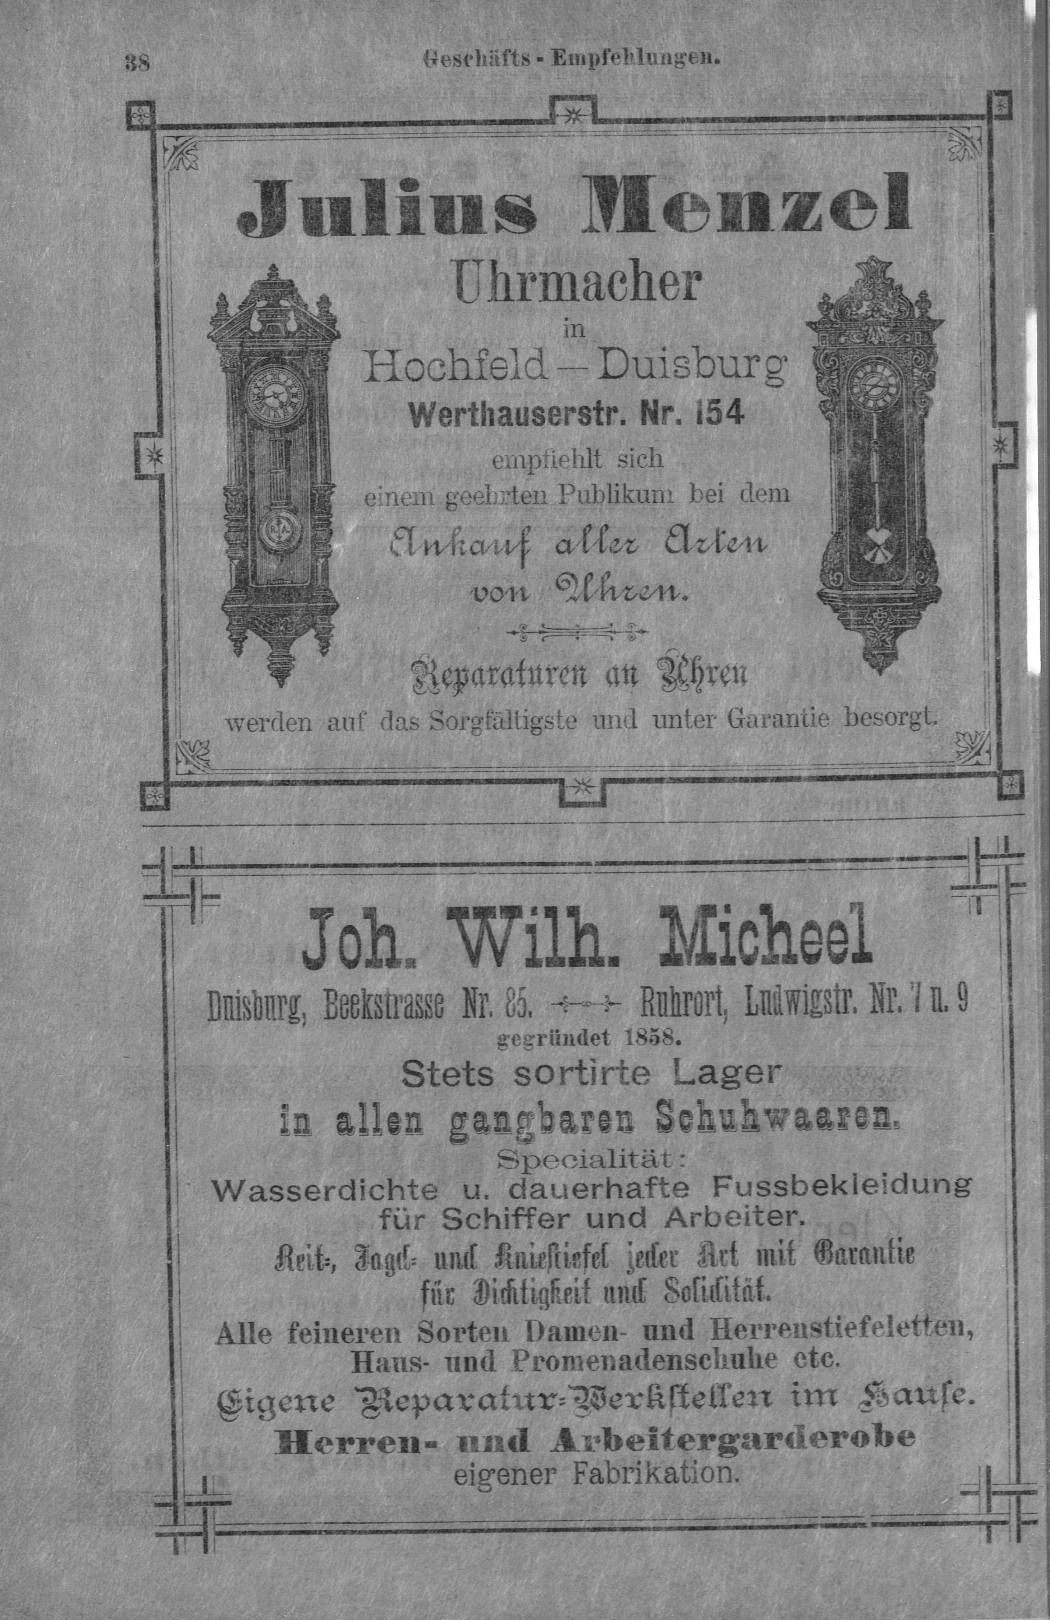 38
Geschäfts - Empfehlungen.
Julius Menzel
Uhrmacher
in
Hochfeld — Duisburg
Werthauserstr. Nr. 154
empfiehlt sich
einem geehrten Publikum bei dem
Ankauf aller Arten
von Uhren.
Reparaturen an Uhren
werden auf das Sorgfältigste und unter Garantie besorgt.
Joh. Wilh. Micheel
Duisburg, Beekstrasse Nr. 85. Ruhrort, Ludwigstr. Nr. 7 u. 9
gegründet 1858.
Stets sortirte Lager
in allen gangbaren Schuhwaaren.
Specialität:
Wasserdichte u. dauerhafte Fussbekleidung
für Schiffer und Arbeiter.
Reit-, Jagd- und Kniestiefel jeder Art mit Garantie
für Dichtigkeit und Solidität.
Alle feineren Sorten Damen- und Herrenstiefeletten,
Haus- und Promenadenschuhe etc.
Eigene Reparatur-Werkstellen im Hause.
Herren- und Arbeitergarderobe
eigener Fabrikation.